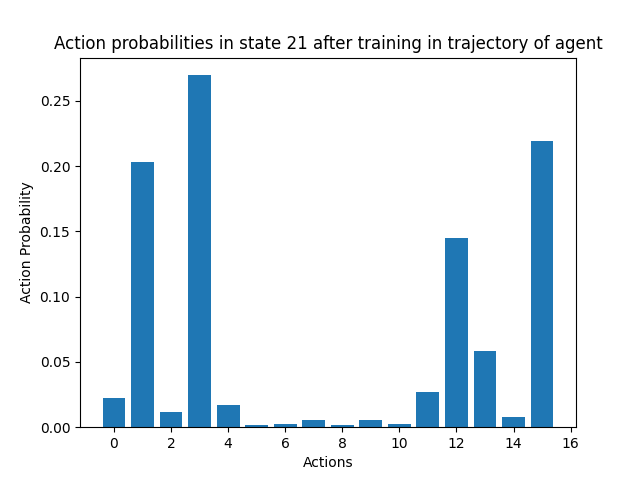 Action probabilities in state 21 after training in trajectory of agent
0.25
0.20
0.15
0.10
0.05
0.00
Action Probability
0 2 4 6 8 10 12 14 16
Actions